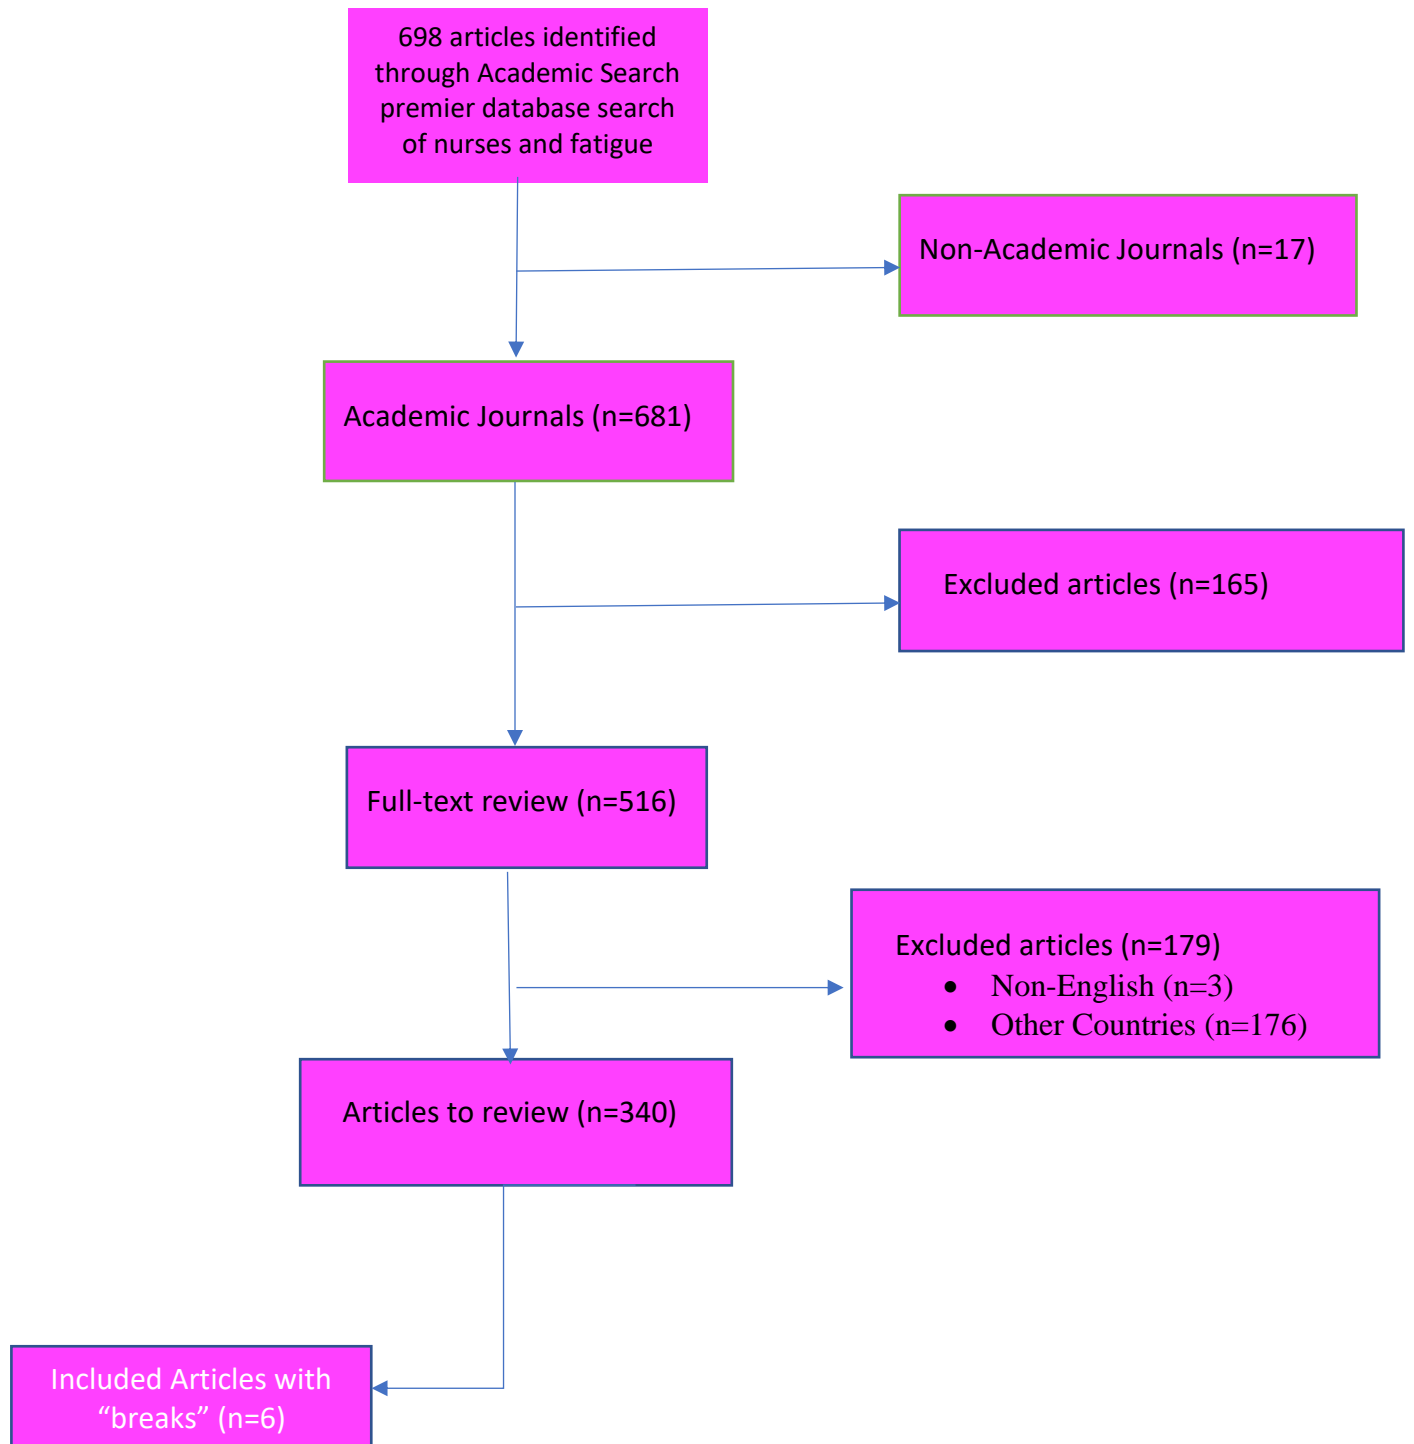 698 articles identified
through Academic Search
premier database search
of nurses and fatigue
Non-Academic Journals (n=17)
Academic Journals (n=681)
Excluded articles (n=165)
Full-text review (n=516)
Excluded articles (n=179)
• Non-English (n=3)
• Other Countries (n=176)
Articles to review (n=340)
Included Articles with
“breaks” (n=6)